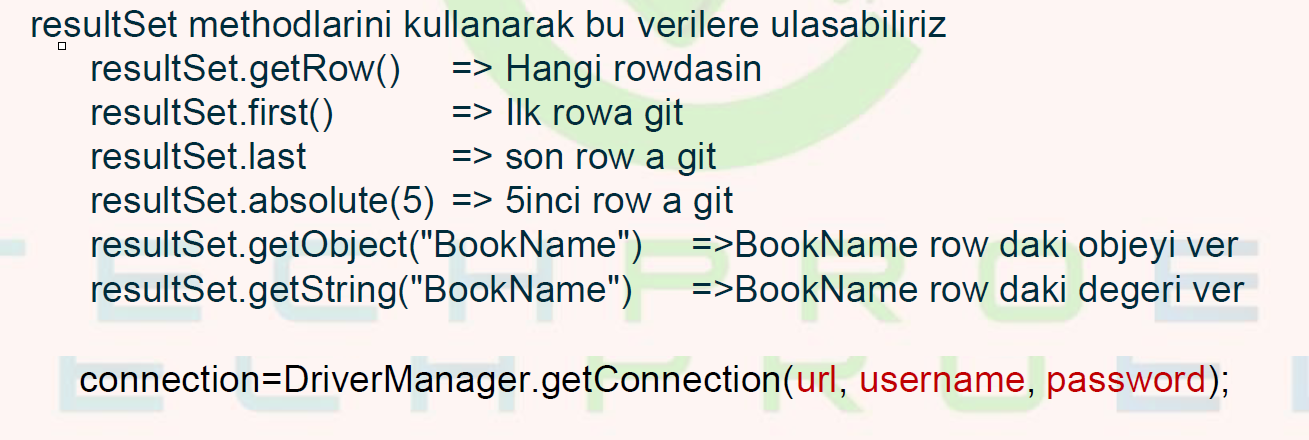 resultSet methodlarini kullanarak bu verilere ulasabiliriz
resultSet.getRow() => Hangi rowdasin
resultSet.first() => Ilk rowa git
resultSet.last => son row a git
resultSet.absolute(5) => 5inci row a git
resultSet.getObject("BookName") =>BookName row daki objeyi ver
resultSet.getString("BookName") =>BookName row daki degeri ver
TECHPROE
connection=DriverManager.getConnection(url, username, password);